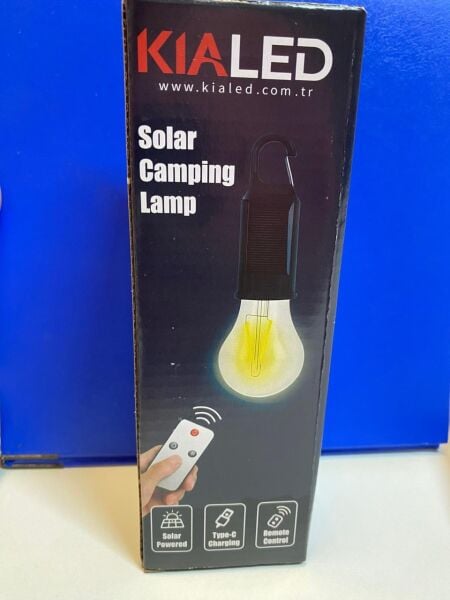 KIALED
www.kialed.com.tr
Solar
Camping
Lamp
Solar
Powered
Type-C
Charging
Remote
Control